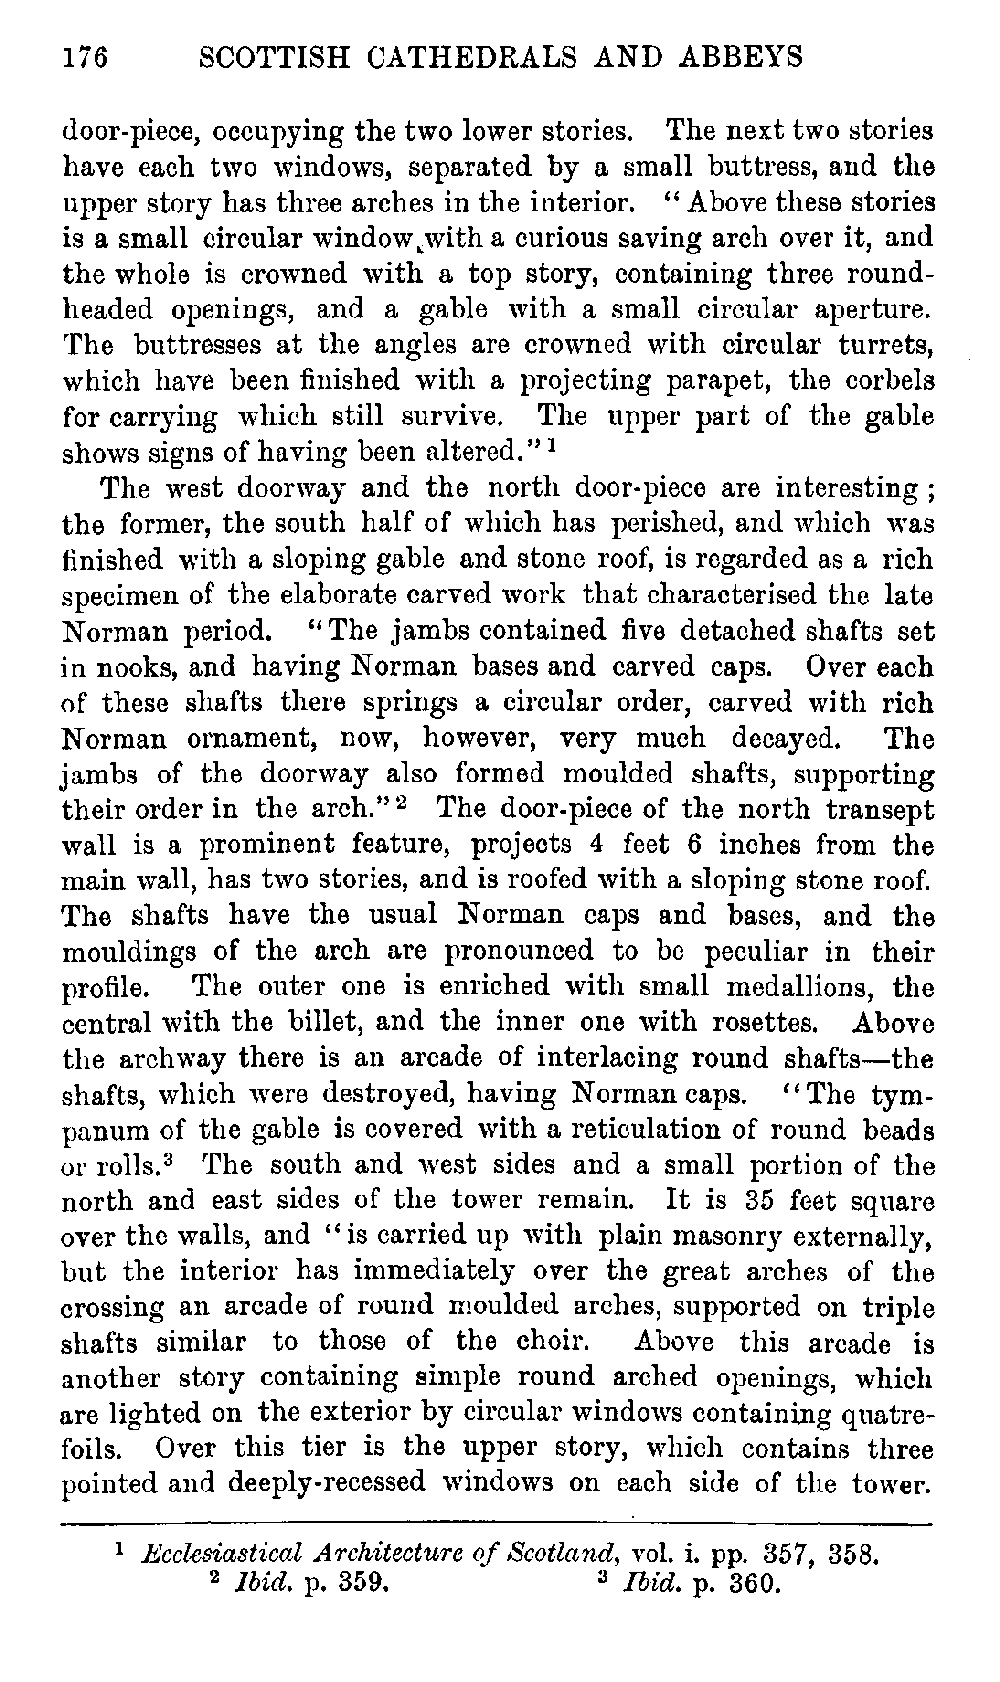 176 SCOTTISH CATHEDRALS AND ABBEYS
door-piece, occupying the two lower stories. The next two stories
have each two windows, separated by a small buttress, and the
upper story has three arches in the interior. “Above these stories
is a small circular window with a curious saving arch over it, and
the whole is crowned with a top story, containing three round-
headed openings, and a gable with a small circular aperture.
The buttresses at the angles are crowned with circular turrets,
which have been finished with a projecting parapet, the corbels
for carrying which still survive. The upper part of the gable
shows signs of having been altered.”¹
The west doorway and the north door-piece are interesting;
the former, the south half of which has perished, and which was
finished with a sloping gable and stone roof, is regarded as a rich
specimen of the elaborate carved work that characterised the late
Norman period. “The jambs contained five detached shafts set
in nooks, and having Norman bases and carved caps. Over each
of these shafts there springs a circular order, carved with rich
Norman ornament, now, however, very much decayed. The
jambs of the doorway also formed moulded shafts, supporting
their order in the arch.”² The door-piece of the north transept
wall is a prominent feature, projects 4 feet 6 inches from the
main wall, has two stories, and is roofed with a sloping stone roof.
The shafts have the usual Norman caps and bases, and the
mouldings of the arch are pronounced to be peculiar in their
profile. The outer one is enriched with small medallions, the
central with the billet, and the inner one with rosettes. Above
the archway there is an arcade of interlacing round shafts—the
shafts, which were destroyed, having Norman caps. “The tym-
panum of the gable is covered with a reticulation of round beads
or rolls.³ The south and west sides and a small portion of the
north and east sides of the tower remain. It is 35 feet square
over the walls, and “is carried up with plain masonry externally,
but the interior has immediately over the great arches of the
crossing an arcade of round moulded arches, supported on triple
shafts similar to those of the choir. Above this arcade is
another story containing simple round arched openings, which
are lighted on the exterior by circular windows containing quatre-
foils. Over this tier is the upper story, which contains three
pointed and deeply-recessed windows on each side of the tower.
¹ Ecclesiastical Architecture of Scotland, vol. i. pp. 357, 358.
² Ibid. p. 359. ³ Ibid. p. 360.